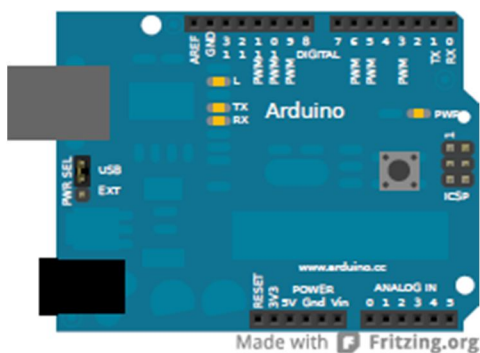 AREF
GND
13
12
PWM 11
PWM 10
PWM 9
8
DIGITAL
7
PWM 6
PWM 5
4
PWM 3
2
TX 1
RX 0
L
TX
RX
Arduino
PWR
1
ICSP
PWR SEL
USB
EXT
www.arduino.cc
POWER
ANALOG IN
RESET
3V3
5V Gnd Vin
0 1 2 3 4 5
Made with Fritzing.org